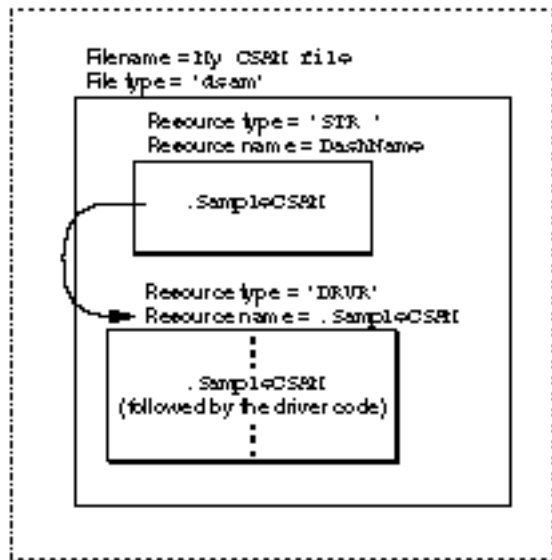 Filename = My CSAM file
File type = 'dsam'
Resource type = 'STR '
Resource name = DashName
.SampleCSAM
Resource type = 'DRVR'
Resource name = .SampleCSAM
.SampleCSAM
(followed by the driver code)